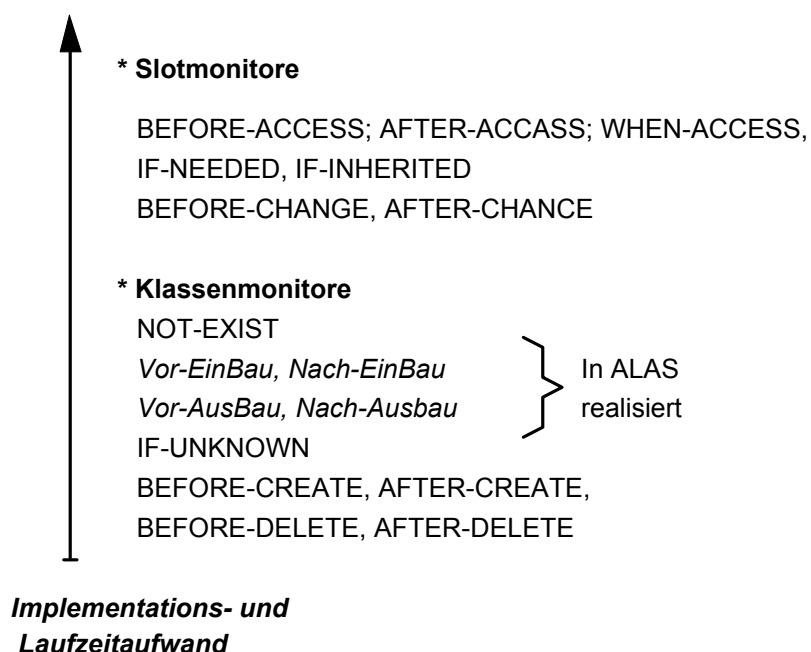 * Slotmonitore
BEFORE-ACCESS; AFTER-ACCASS; WHEN-ACCESS,
IF-NEEDED, IF-INHERITED
BEFORE-CHANGE, AFTER-CHANCE
* Klassenmonitore
NOT-EXIST
Vor-EinBau, Nach-EinBau
Vor-AusBau, Nach-Ausbau
In ALAS
realisiert
IF-UNKNOWN
BEFORE-CREATE, AFTER-CREATE,
BEFORE-DELETE, AFTER-DELETE
Implementations- und
Laufzeitaufwand